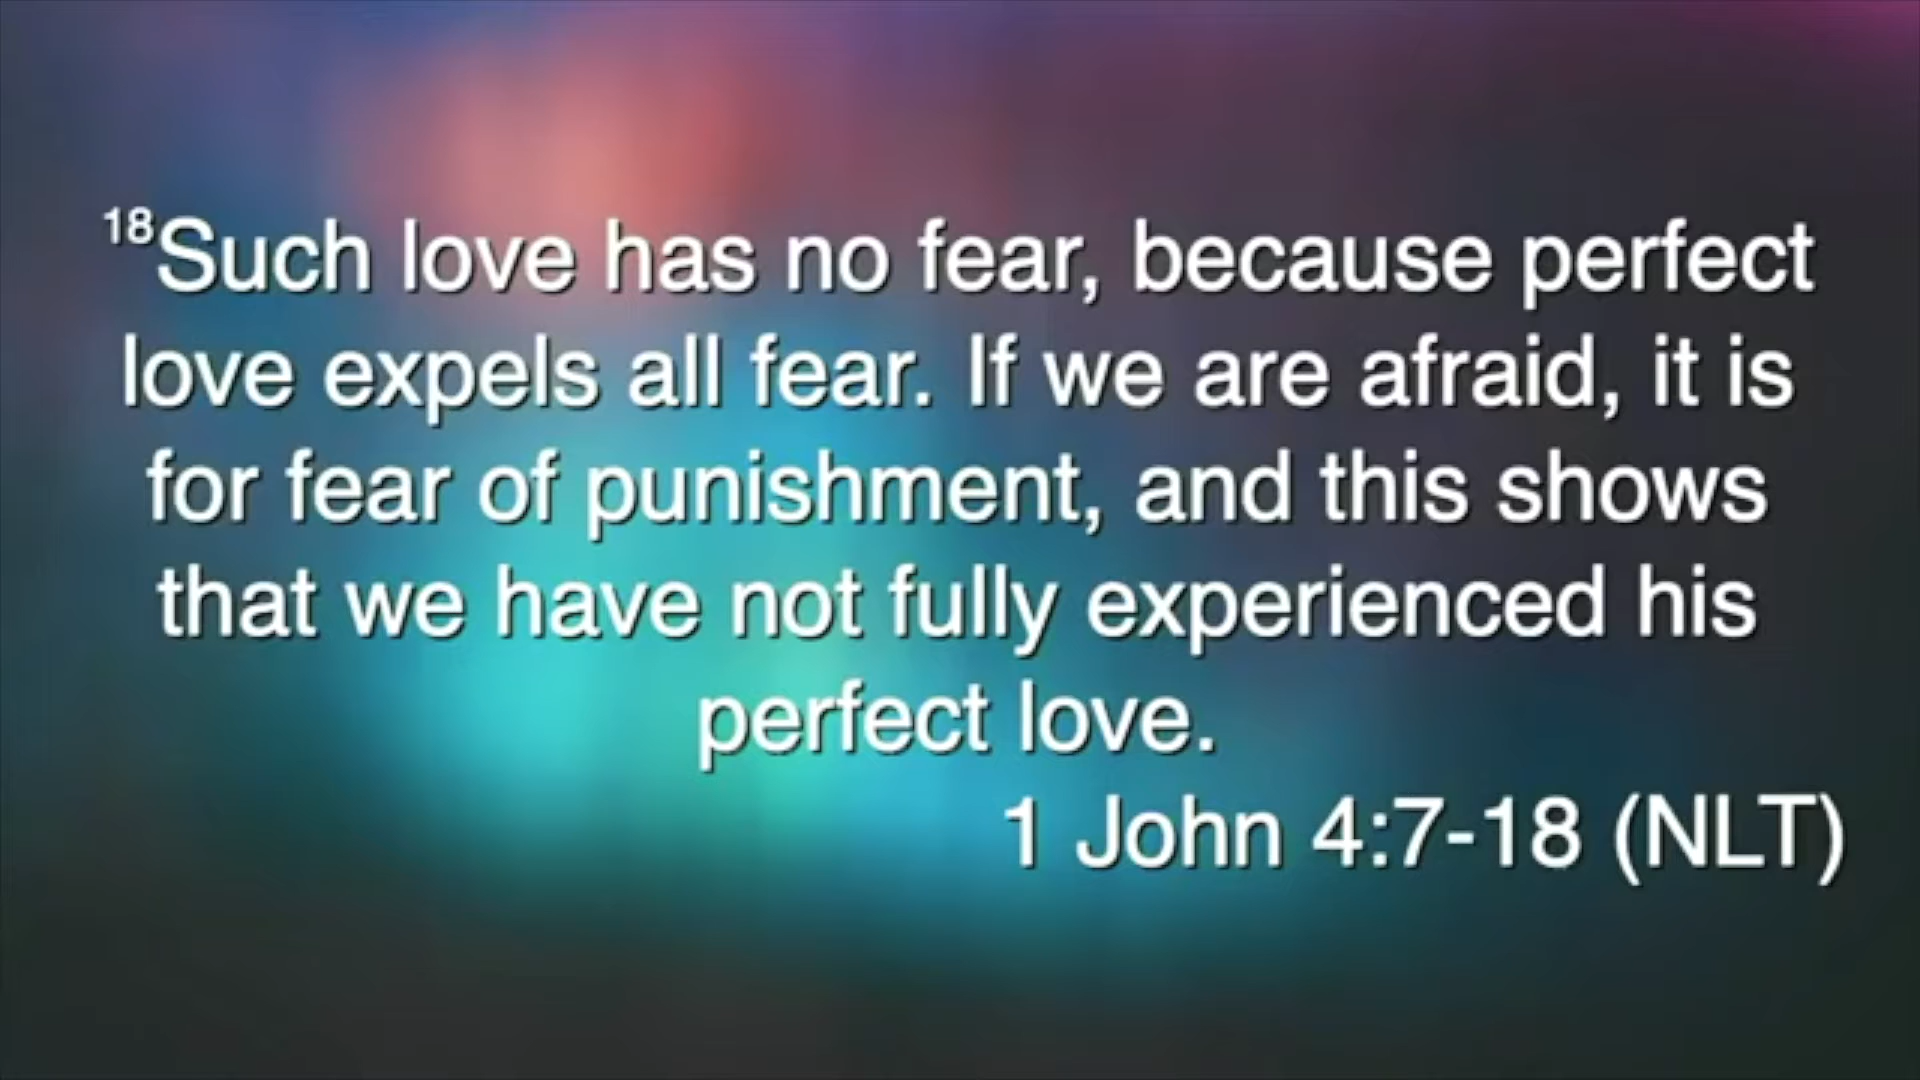 18Such love has no fear, because perfect
love expels all fear. If we are afraid, it is
for fear of punishment, and this shows
that we have not fully experienced his
perfect love.
1 John 4:7-18 (NLT)